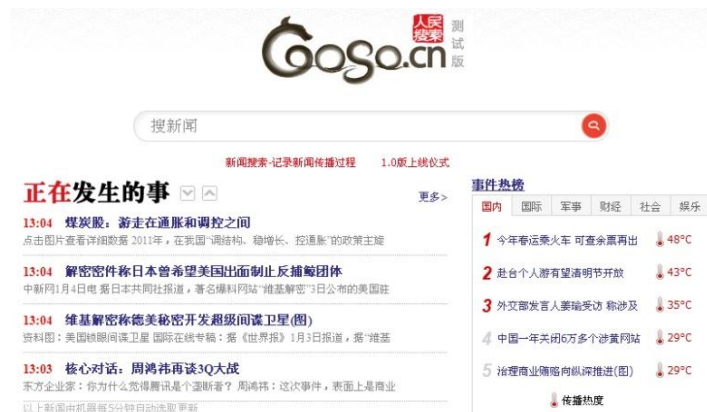 Goso.cn
人民搜索
测试版
搜新闻
新闻搜索-记录新闻传播过程 1.0版上线仪式
正在发生的事
更多>
13:04 煤炭股：游走在通胀和调控之间
点击图片查看详细数据 2011年，在我国“调结构、稳增长、控通胀”的政策主旋
13:04 解密密件称日本曾希望美国出面制止反捕鲸团体
中新网1月4日电 据日本共同社报道，著名爆料网站“维基解密”3日公布的美国驻
13:04 维基解密称德美秘密开发超级间谍卫星(图)
资料图：美国锁眼间谍卫星 国际在线专稿：据《世界报》1月3日报道，据“维基
13:03 核心对话：周鸿祎再谈3Q大战
东方企业家：你为什么觉得腾讯是个垄断者？ 周鸿祎：这次事件，表面上是商业
以上新闻由机器每5分钟自动选取更新
事件热榜
国内 国际 军事 财经 社会 娱乐
1 今年春运乘火车 可查余票再出 48°C
2 赴台个人游有望清明节开放 43°C
3 外交部发言人姜瑜受访 称涉及 35°C
4 中国一年关闭6万多个涉黄网站 29°C
5 治理商业贿赂向纵深推进(图) 29°C
传播热度